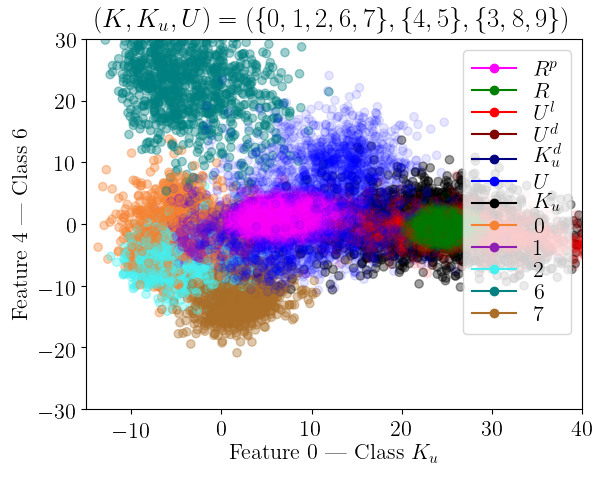 (K, K_u, U) = ({0, 1, 2, 6, 7}, {4, 5}, {3, 8, 9})
30
20
10
0
−10
−20
−30
Feature 4 — Class 6
R^p
R
U^l
U^d
K_u^d
U
K_u
0
1
2
6
7
−10
0
10
20
30
40
Feature 0 — Class K_u